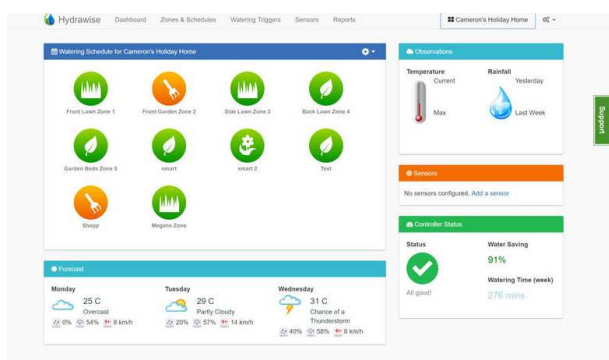 Hydrawise Dashboard Zones & Schedules Watering Triggers Sensors Reports Cameron's Holiday Home
Watering Schedule for Cameron's Holiday Home
Front Lawn Zone 1 Front Garden Zone 2 Side Lawn Zone 3 Back Lawn Zone 4
Garden Beds Zone 5 smart smart 2 Test
Shepp Megans Zone
Forecast
Monday Tuesday Wednesday
25 C 29 C 31 C
Overcast Partly Cloudy Chance of a
Thunderstorm
0% 54% 8 km/h 20% 57% 14 km/h
40% 58% 8 km/h
Observations
Temperature Rainfall
Current Yesterday
Max Last Week
Sensors
No sensors configured. Add a sensor
Controller Status
Status Water Saving
91%
Watering Time (week)
All good! 276 mins
Support